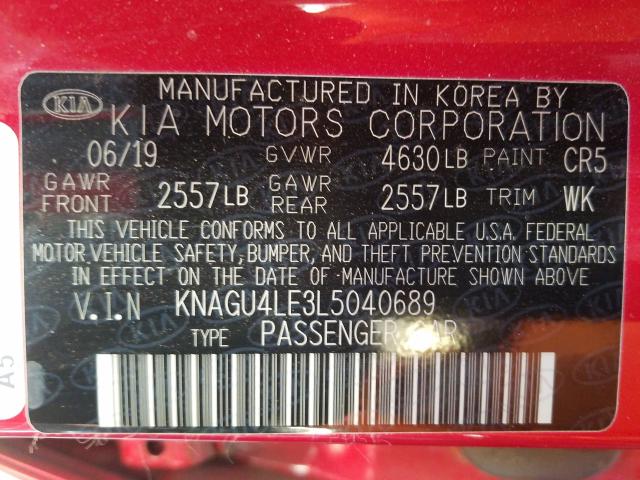 MANUFACTURED IN KOREA BY
KIA KIA MOTORS CORPORATION
06/19 GVWR 4630LB PAINT CR5
GAWR FRONT 2557LB GAWR REAR 2557LB TRIM WK
THIS VEHICLE CONFORMS TO ALL APPLICABLE U.S.A. FEDERAL
MOTOR VEHICLE SAFETY, BUMPER, AND THEFT PREVENTION STANDARDS
IN EFFECT ON THE DATE OF MANUFACTURE SHOWN ABOVE
V.I.N KNAGU4LE3L5040689
TYPE PASSENGER CAR
A5